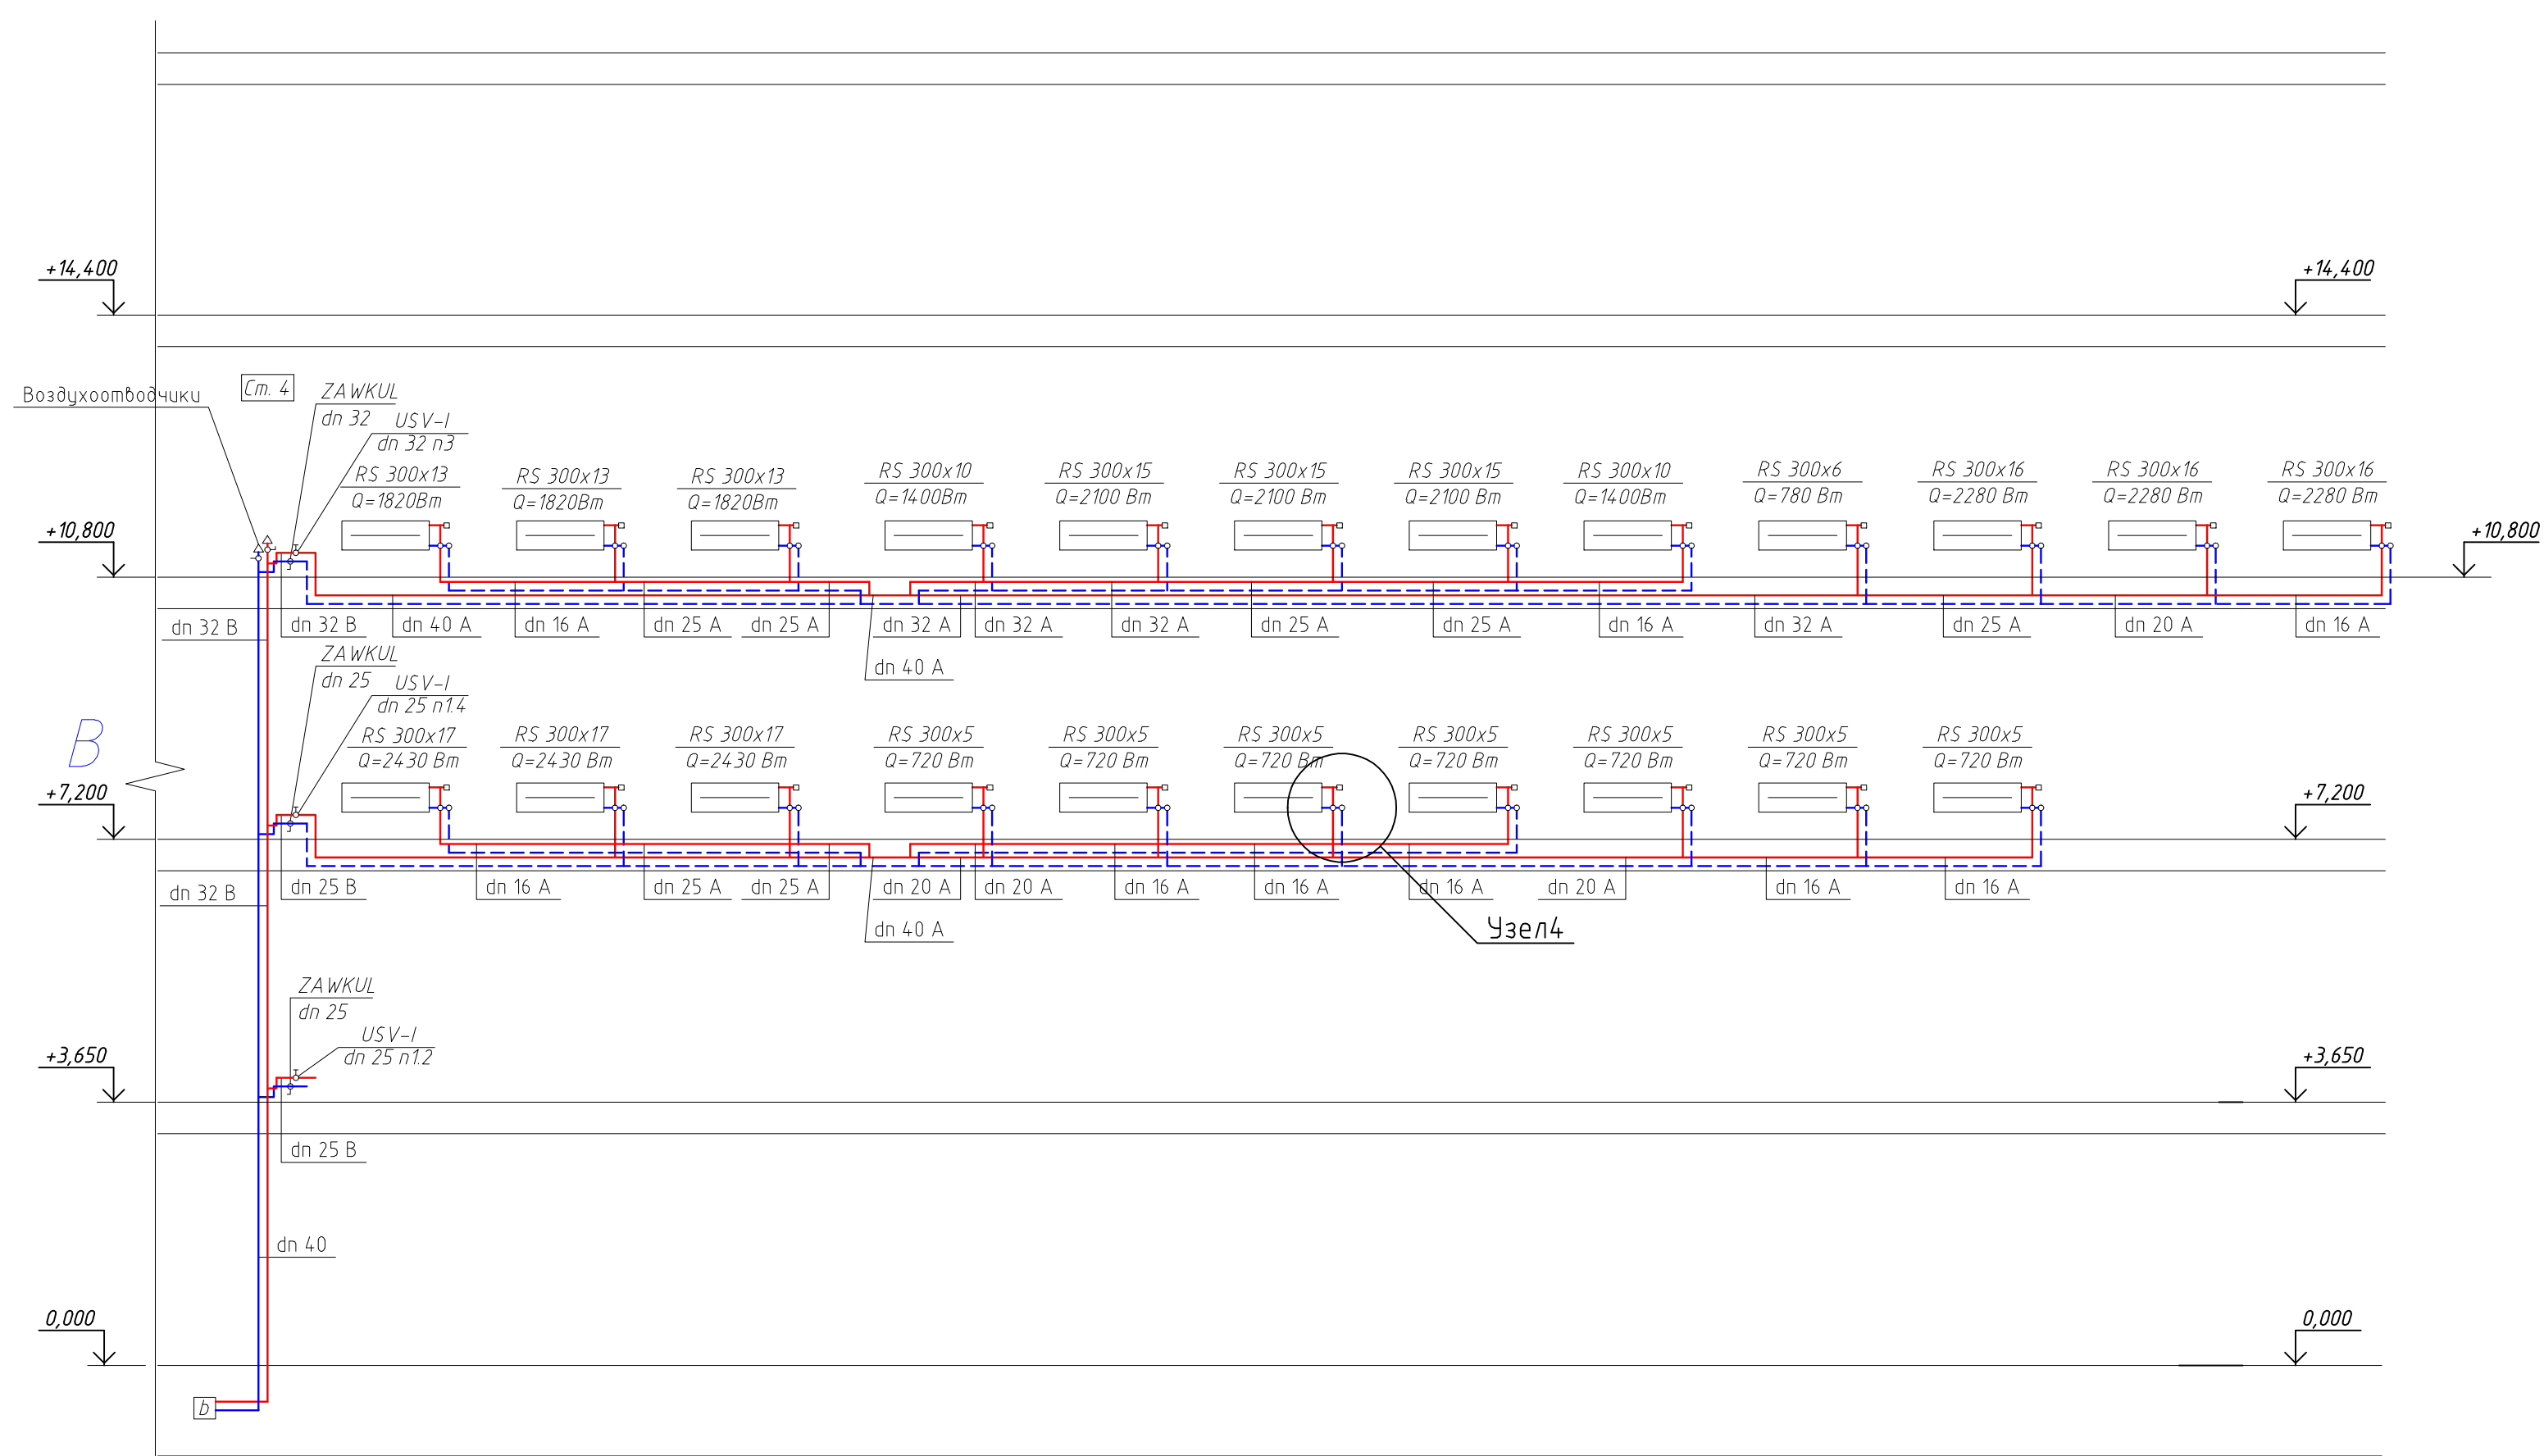 +14,400
+14,400
Воздухоотводчики
Ст. 4
ZAWKUL
dn 32
USV-I
dn 32 n3
RS 300x13
Q=1820Вт
RS 300x13
Q=1820Вт
RS 300x13
Q=1820Вт
RS 300x10
Q=1400Вт
RS 300x15
Q=2100 Вт
RS 300x15
Q=2100 Вт
RS 300x15
Q=2100 Вт
RS 300x10
Q=1400Вт
RS 300x6
Q=780 Вт
RS 300x16
Q=2280 Вт
RS 300x16
Q=2280 Вт
RS 300x16
Q=2280 Вт
+10,800
+10,800
dn 32 B
dn 32 B
dn 40 A
dn 16 A
dn 25 A
dn 25 A
dn 32 A
dn 32 A
dn 32 A
dn 25 A
dn 25 A
dn 16 A
dn 32 A
dn 25 A
dn 20 A
dn 16 A
dn 40 A
ZAWKUL
dn 25
USV-I
dn 25 n1.4
B
RS 300x17
Q=2430 Вт
RS 300x17
Q=2430 Вт
RS 300x17
Q=2430 Вт
RS 300x5
Q=720 Вт
RS 300x5
Q=720 Вт
RS 300x5
Q=720 Вт
RS 300x5
Q=720 Вт
RS 300x5
Q=720 Вт
RS 300x5
Q=720 Вт
RS 300x5
Q=720 Вт
+7,200
+7,200
dn 32 B
dn 25 B
dn 16 A
dn 25 A
dn 25 A
dn 20 A
dn 20 A
dn 16 A
dn 16 A
dn 16 A
dn 20 A
dn 16 A
dn 16 A
dn 40 A
Узел4
ZAWKUL
dn 25
USV-I
dn 25 n1.2
+3,650
+3,650
dn 25 B
dn 40
0,000
0,000
b